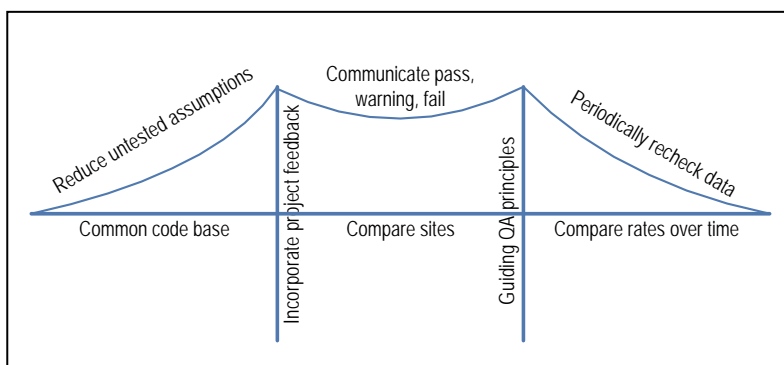 Reduce untested assumptions
Communicate pass,
warning, fail
Periodically recheck data
Incorporate project feedback
Guiding QA principles
Common code base
Compare sites
Compare rates over time